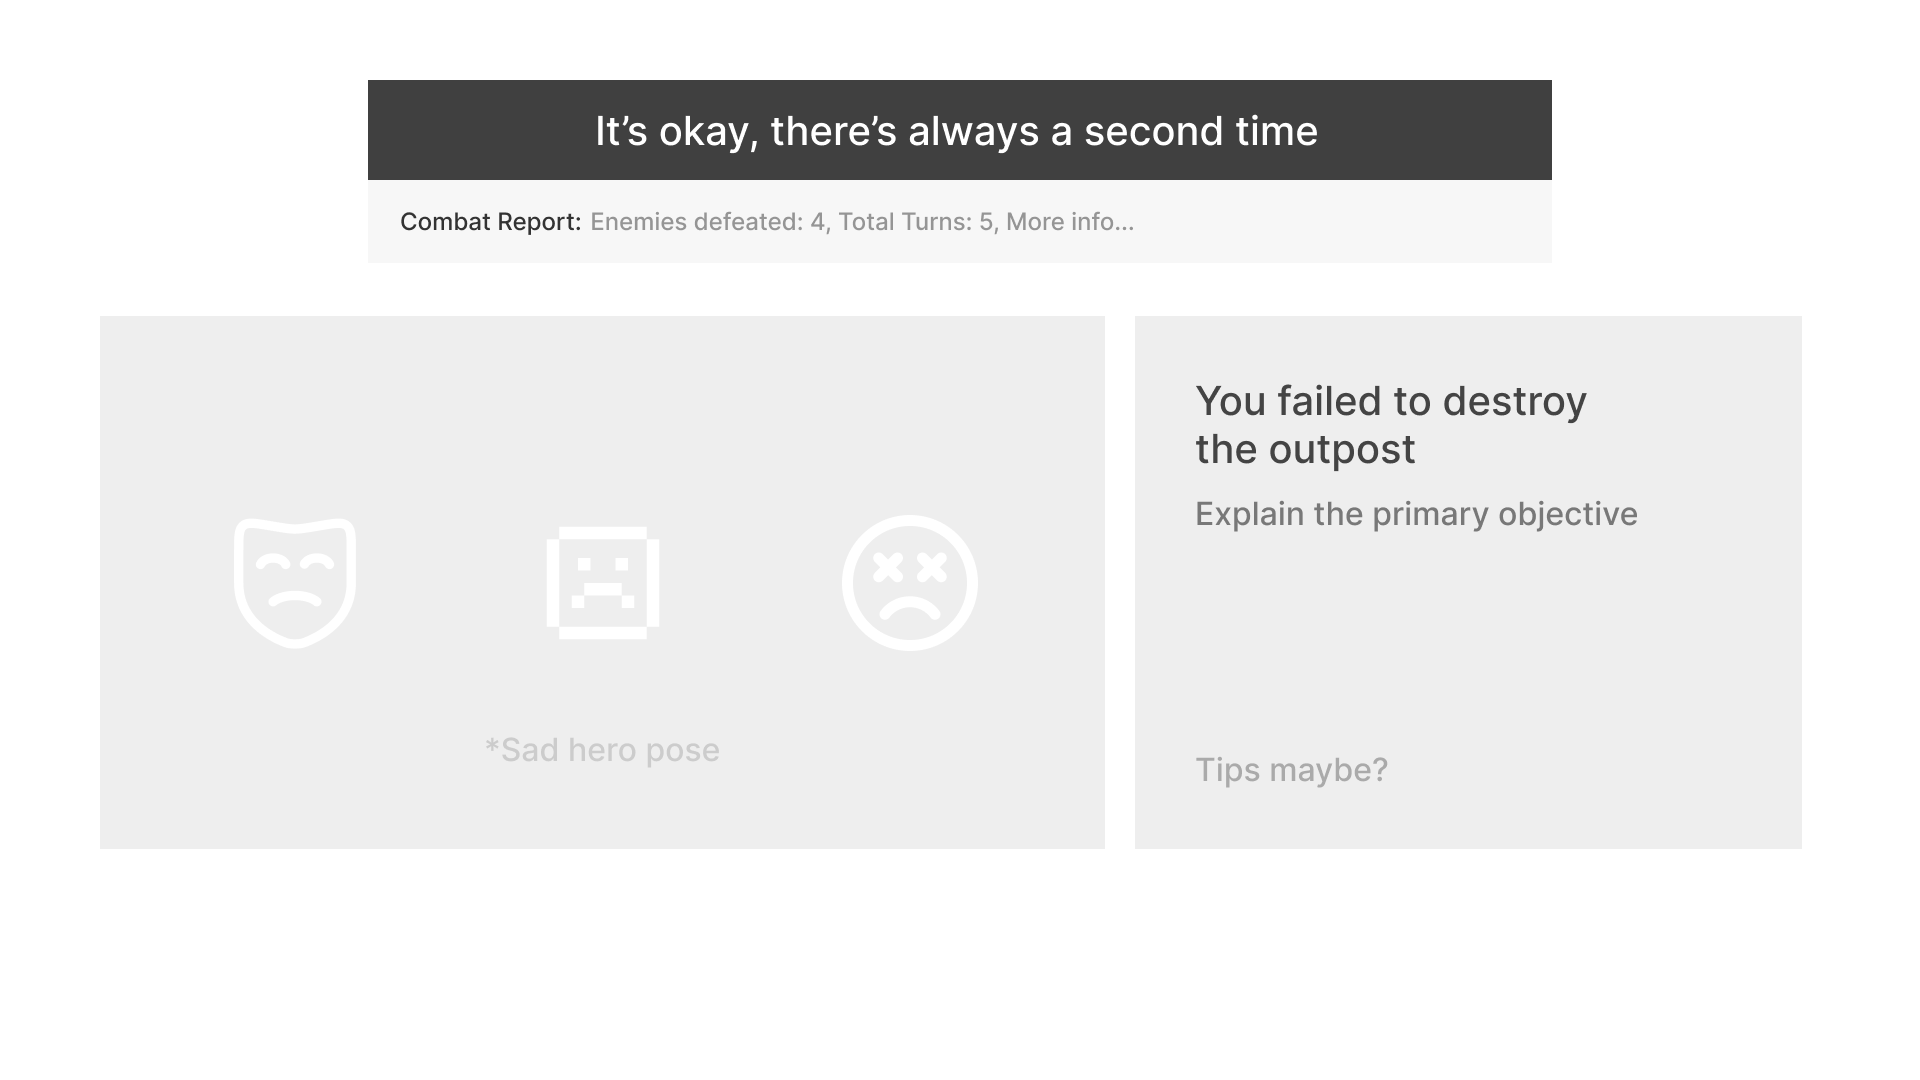 It’s okay, there’s always a second time
Combat Report: Enemies defeated: 4, Total Turns: 5, More info...
*Sad hero pose
You failed to destroy
the outpost
Explain the primary objective
Tips maybe?